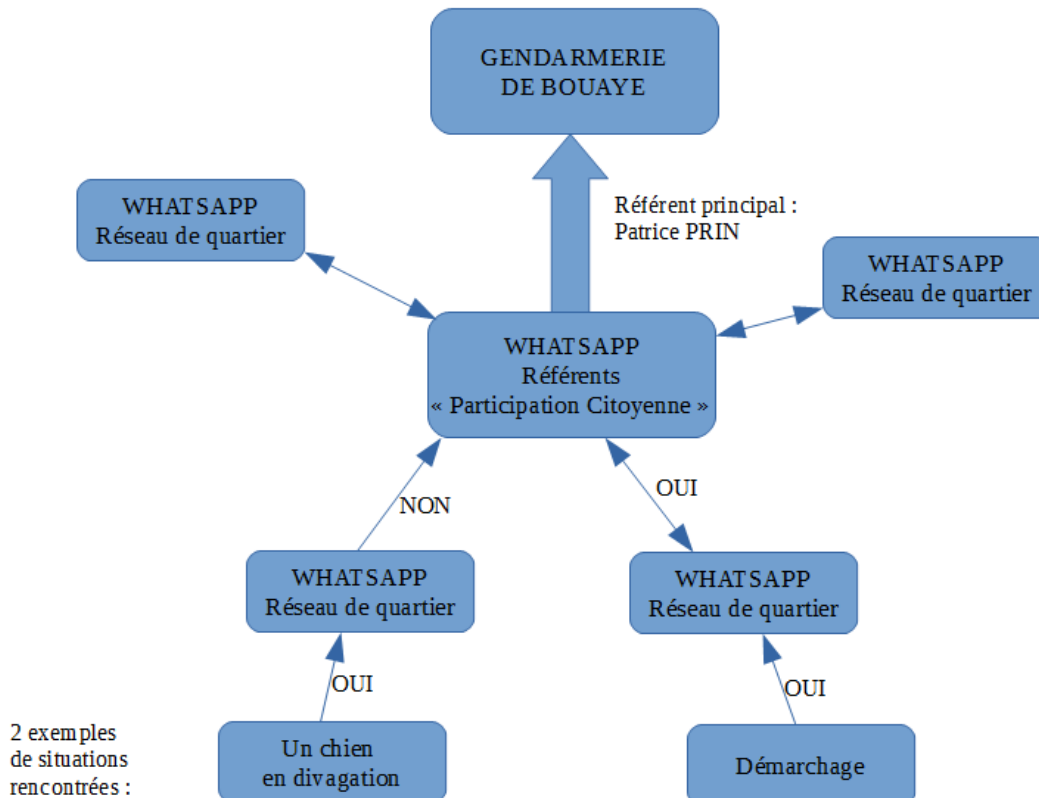 GENDARMERIE
DE BOUAYE
Référent principal :
Patrice PRIN
WHATSAPP
Réseau de quartier
WHATSAPP
Réseau de quartier
WHATSAPP
Référents
« Participation Citoyenne »
NON
OUI
WHATSAPP
Réseau de quartier
WHATSAPP
Réseau de quartier
OUI
OUI
2 exemples
de situations
rencontrées :
Un chien
en divagation
Démarchage